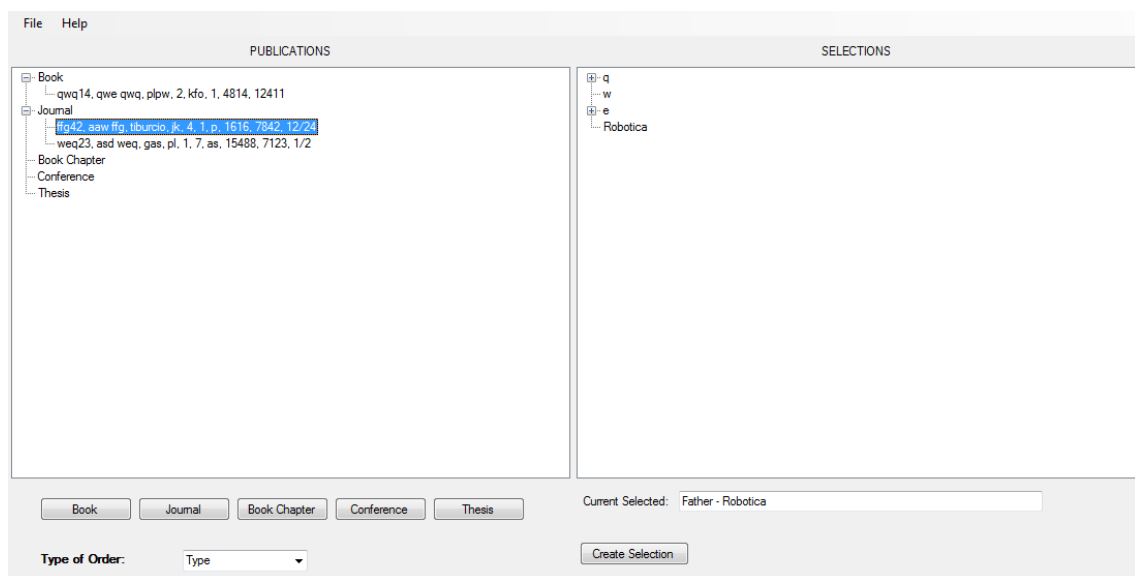 File Help
PUBLICATIONS
SELECTIONS
Book
qwq14, qwe qwq, plpw, 2, kfo, 1, 4814, 12411
Journal
ffg42, aaw ffg, tiburcio, jk, 4, 1, p, 1616, 7842, 12/24
weq23, asd weq, gas, pl, 1, 7, as, 15488, 7123, 1/2
Book Chapter
Conference
Thesis
q
w
e
Robotica
Book Journal Book Chapter Conference Thesis
Type of Order: Type
Current Selected: Father - Robotica
Create Selection